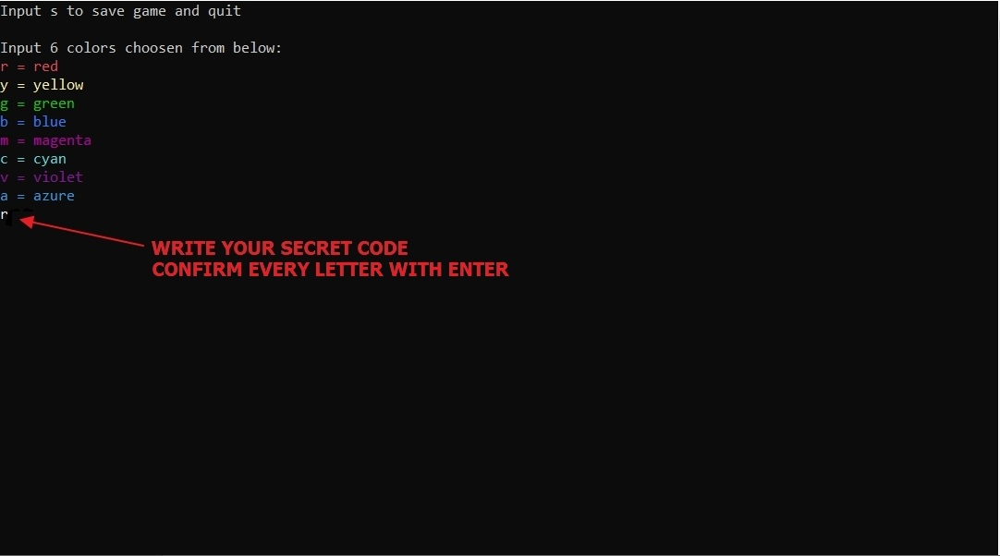 Input s to save game and quit
Input 6 colors choosen from below:
r = red
y = yellow
g = green
b = blue
m = magenta
c = cyan
v = violet
a = azure
r
WRITE YOUR SECRET CODE
CONFIRM EVERY LETTER WITH ENTER